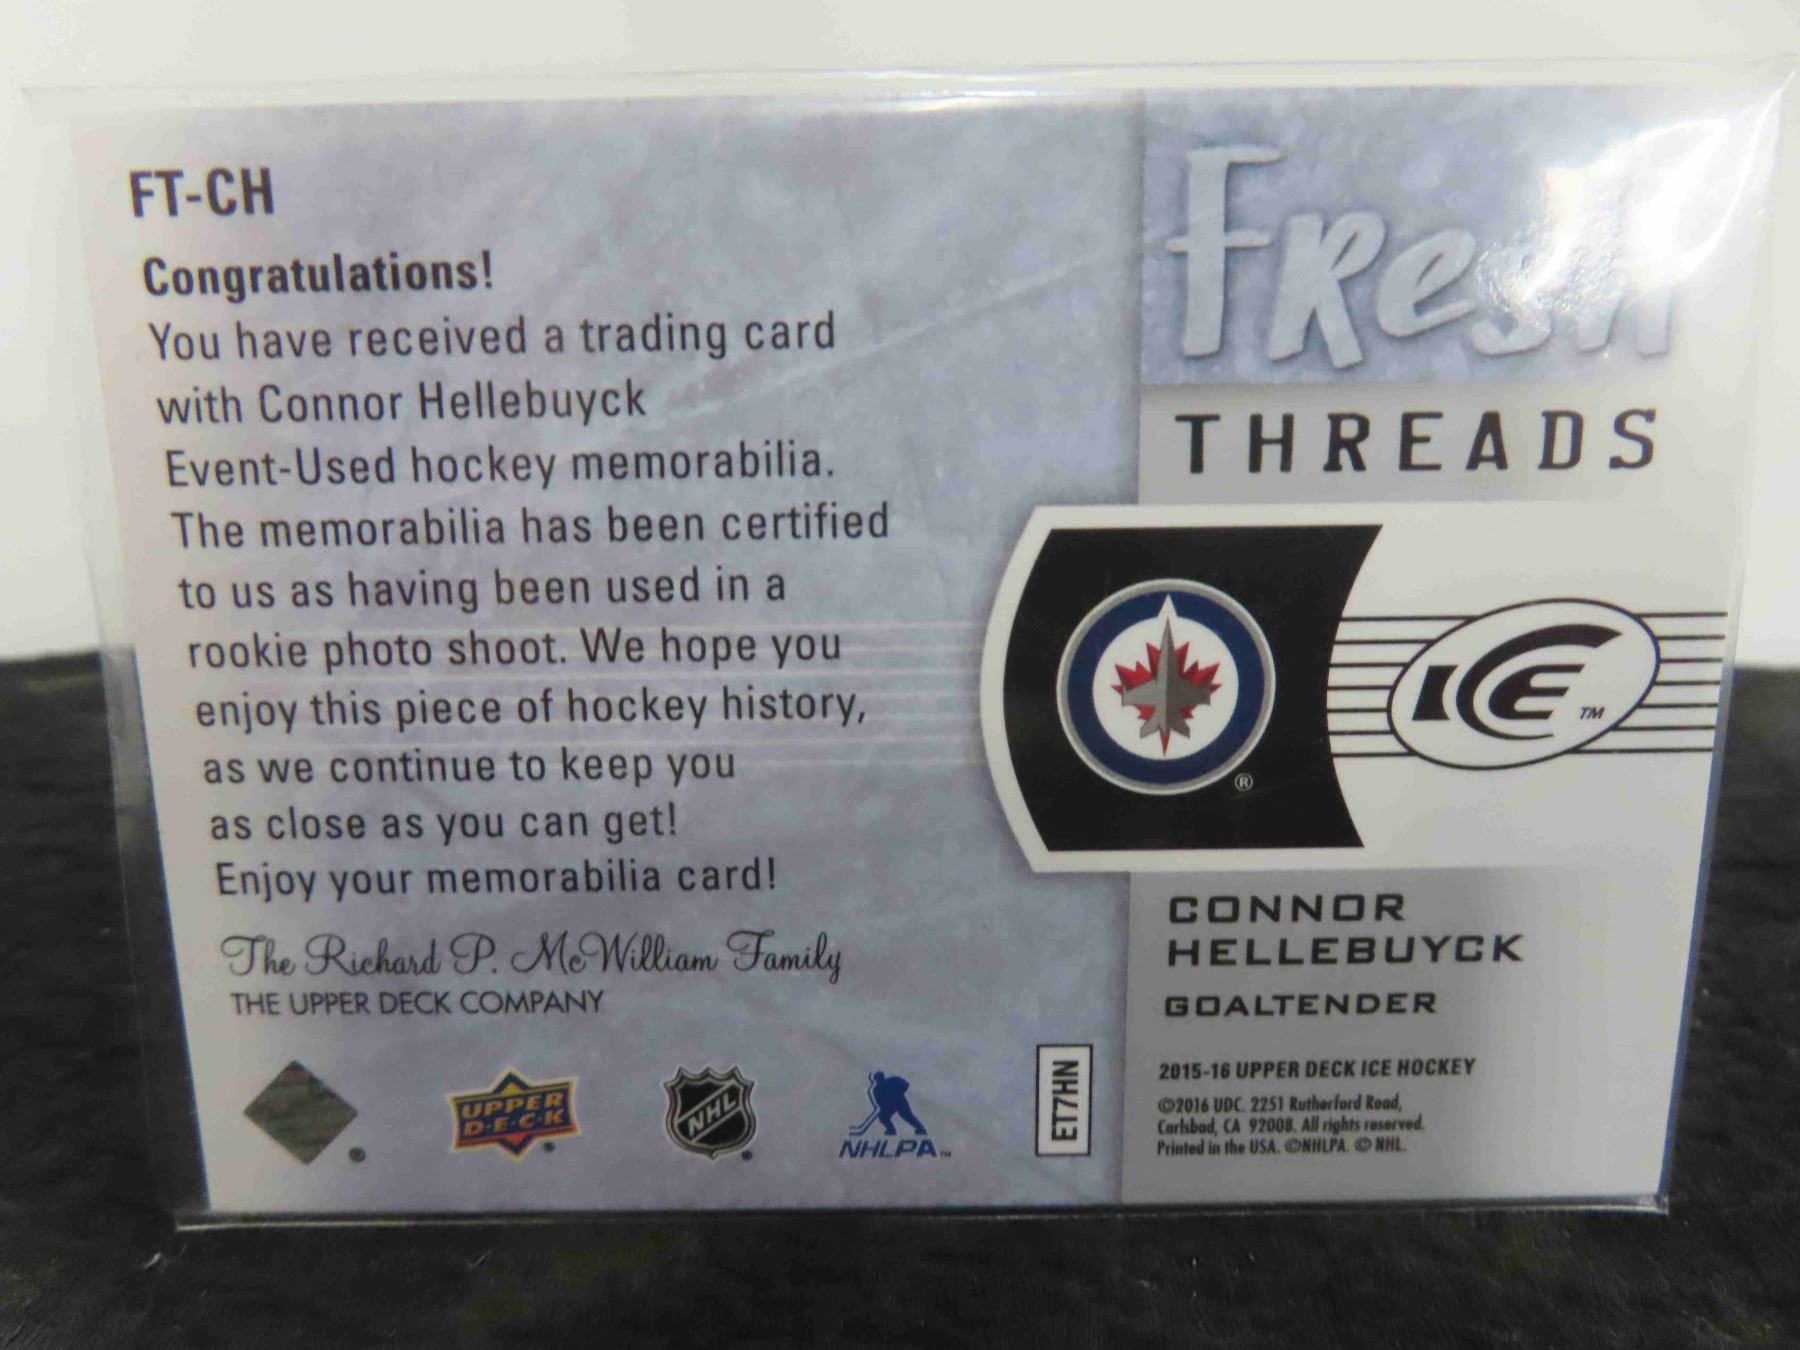 FT-CH
Congratulations!
You have received a trading card
with Connor Hellebuyck
Event-Used hockey memorabilia.
The memorabilia has been certified
to us as having been used in a
rookie photo shoot. We hope you
enjoy this piece of hockey history,
as we continue to keep you
as close as you can get!
Enjoy your memorabilia card!
The Richard P. McWilliam Family
THE UPPER DECK COMPANY
®
UPPER
D·E·C·K
®
NHL
®
NHLPA™
ET7HN
Fresh
THREADS
®
ICE
TM
CONNOR
HELLEBUYCK
GOALTENDER
2015-16 UPPER DECK ICE HOCKEY
©2016 UDC. 2251 Rutherford Road,
Carlsbad, CA 92008. All rights reserved.
Printed in the USA. ©NHLPA. © NHL.